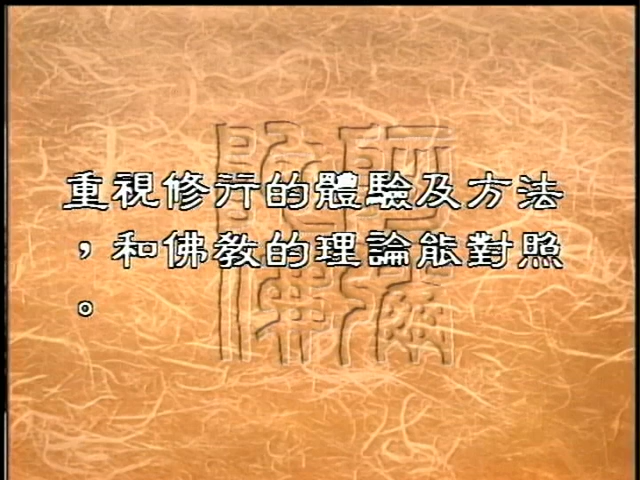 重視修行的體驗及方法
，和佛教的理論能對照
。